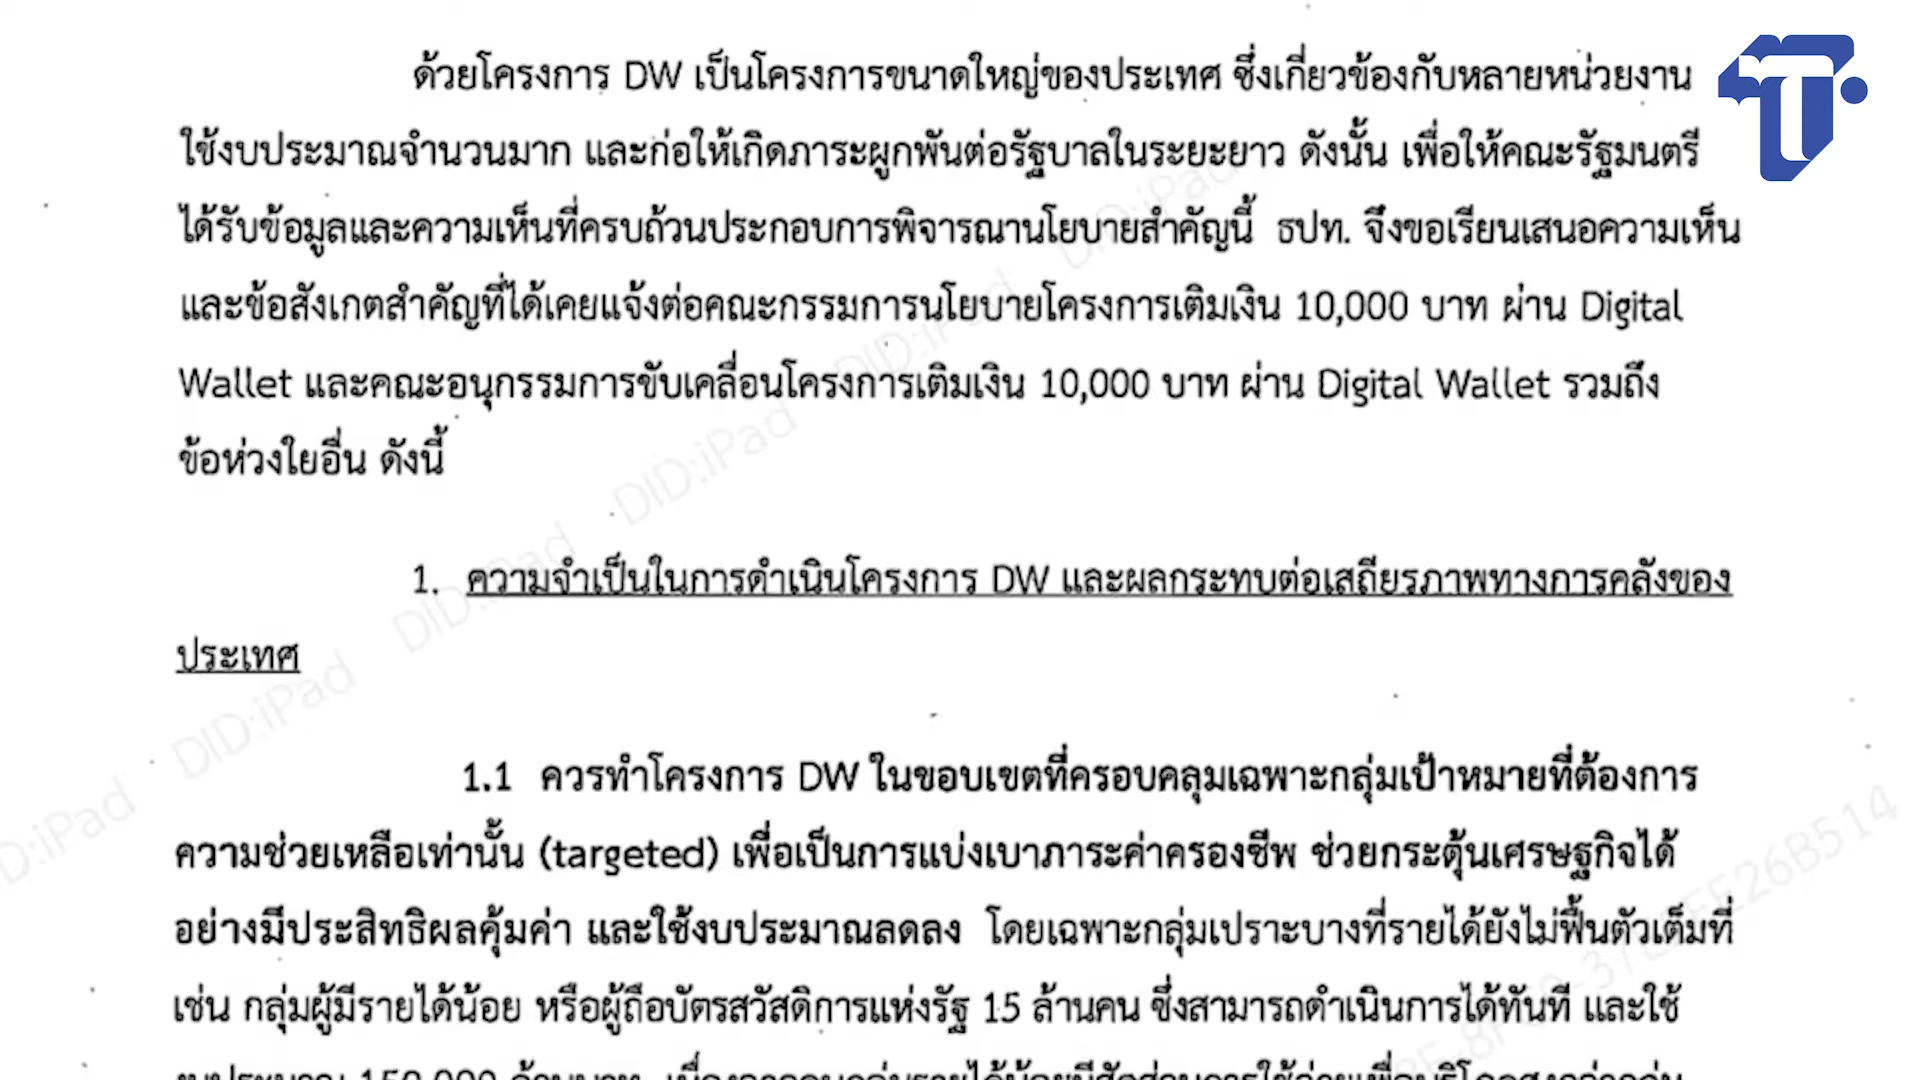 ด้วยโครงการ DW เป็นโครงการขนาดใหญ่ของประเทศ ซึ่งเกี่ยวข้องกับหลายหน่วยงาน
ใช้งบประมาณจำนวนมาก และก่อให้เกิดภาระผูกพันต่อรัฐบาลในระยะยาว ดังนั้น เพื่อให้คณะรัฐมนตรี
ได้รับข้อมูลและความเห็นที่ครบถ้วนประกอบการพิจารณานโยบายสำคัญนี้ ธปท. จึงขอเรียนเสนอความเห็น
และข้อสังเกตสำคัญที่ได้เคยแจ้งต่อคณะกรรมการนโยบายโครงการเติมเงิน 10,000 บาท ผ่าน Digital
Wallet และคณะอนุกรรมการขับเคลื่อนโครงการเติมเงิน 10,000 บาท ผ่าน Digital Wallet รวมถึง
ข้อห่วงใยอื่น ดังนี้
1. ความจำเป็นในการดำเนินโครงการ DW และผลกระทบต่อเสถียรภาพทางการคลังของ
ประเทศ
1.1 ควรทำโครงการ DW ในขอบเขตที่ครอบคลุมเฉพาะกลุ่มเป้าหมายที่ต้องการ
ความช่วยเหลือเท่านั้น (targeted) เพื่อเป็นการแบ่งเบาภาระค่าครองชีพ ช่วยกระตุ้นเศรษฐกิจได้
อย่างมีประสิทธิผลคุ้มค่า และใช้งบประมาณลดลง โดยเฉพาะกลุ่มเปราะบางที่รายได้ยังไม่ฟื้นตัวเต็มที่
เช่น กลุ่มผู้มีรายได้น้อย หรือผู้ถือบัตรสวัสดิการแห่งรัฐ 15 ล้านคน ซึ่งสามารถดำเนินการได้ทันที และใช้
DID:iPad DID:iPad DID:iPad DID:iPad DID:iPad DID:iPad